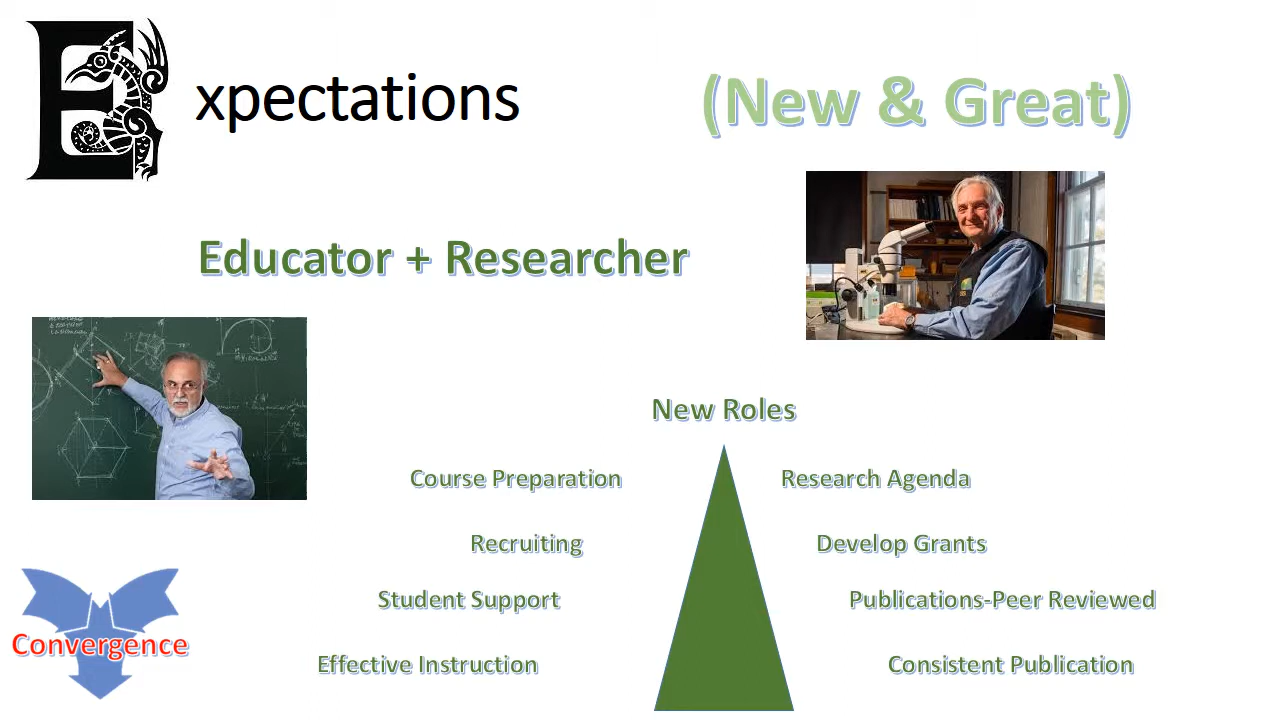 Expectations
(New & Great)
Educator + Researcher
New Roles
Course Preparation
Research Agenda
Recruiting
Develop Grants
Student Support
Publications-Peer Reviewed
Convergence
Effective Instruction
Consistent Publication